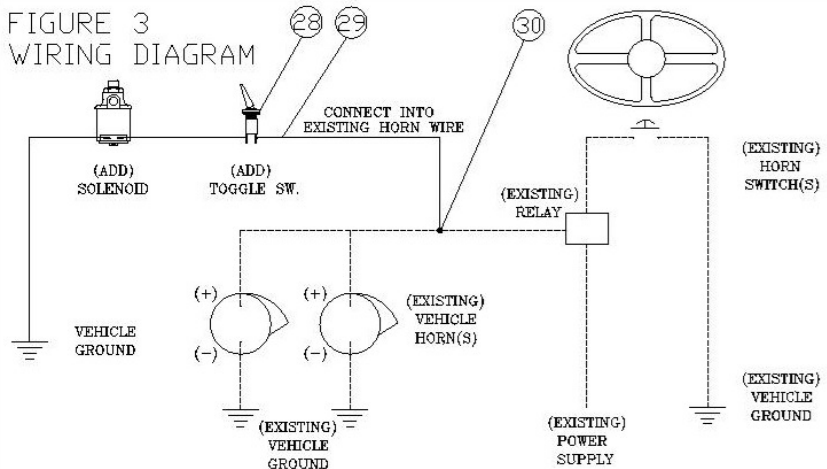 FIGURE 3
WIRING DIAGRAM
28
29
30
CONNECT INTO
EXISTING HORN WIRE
(ADD)
SOLENOID
(ADD)
TOGGLE SW.
(EXISTING)
RELAY
(EXISTING)
HORN
SWITCH(S)
(+)
(-)
(+)
(-)
(EXISTING)
VEHICLE
HORN(S)
VEHICLE
GROUND
(EXISTING)
VEHICLE
GROUND
(EXISTING)
POWER
SUPPLY
(EXISTING)
VEHICLE
GROUND